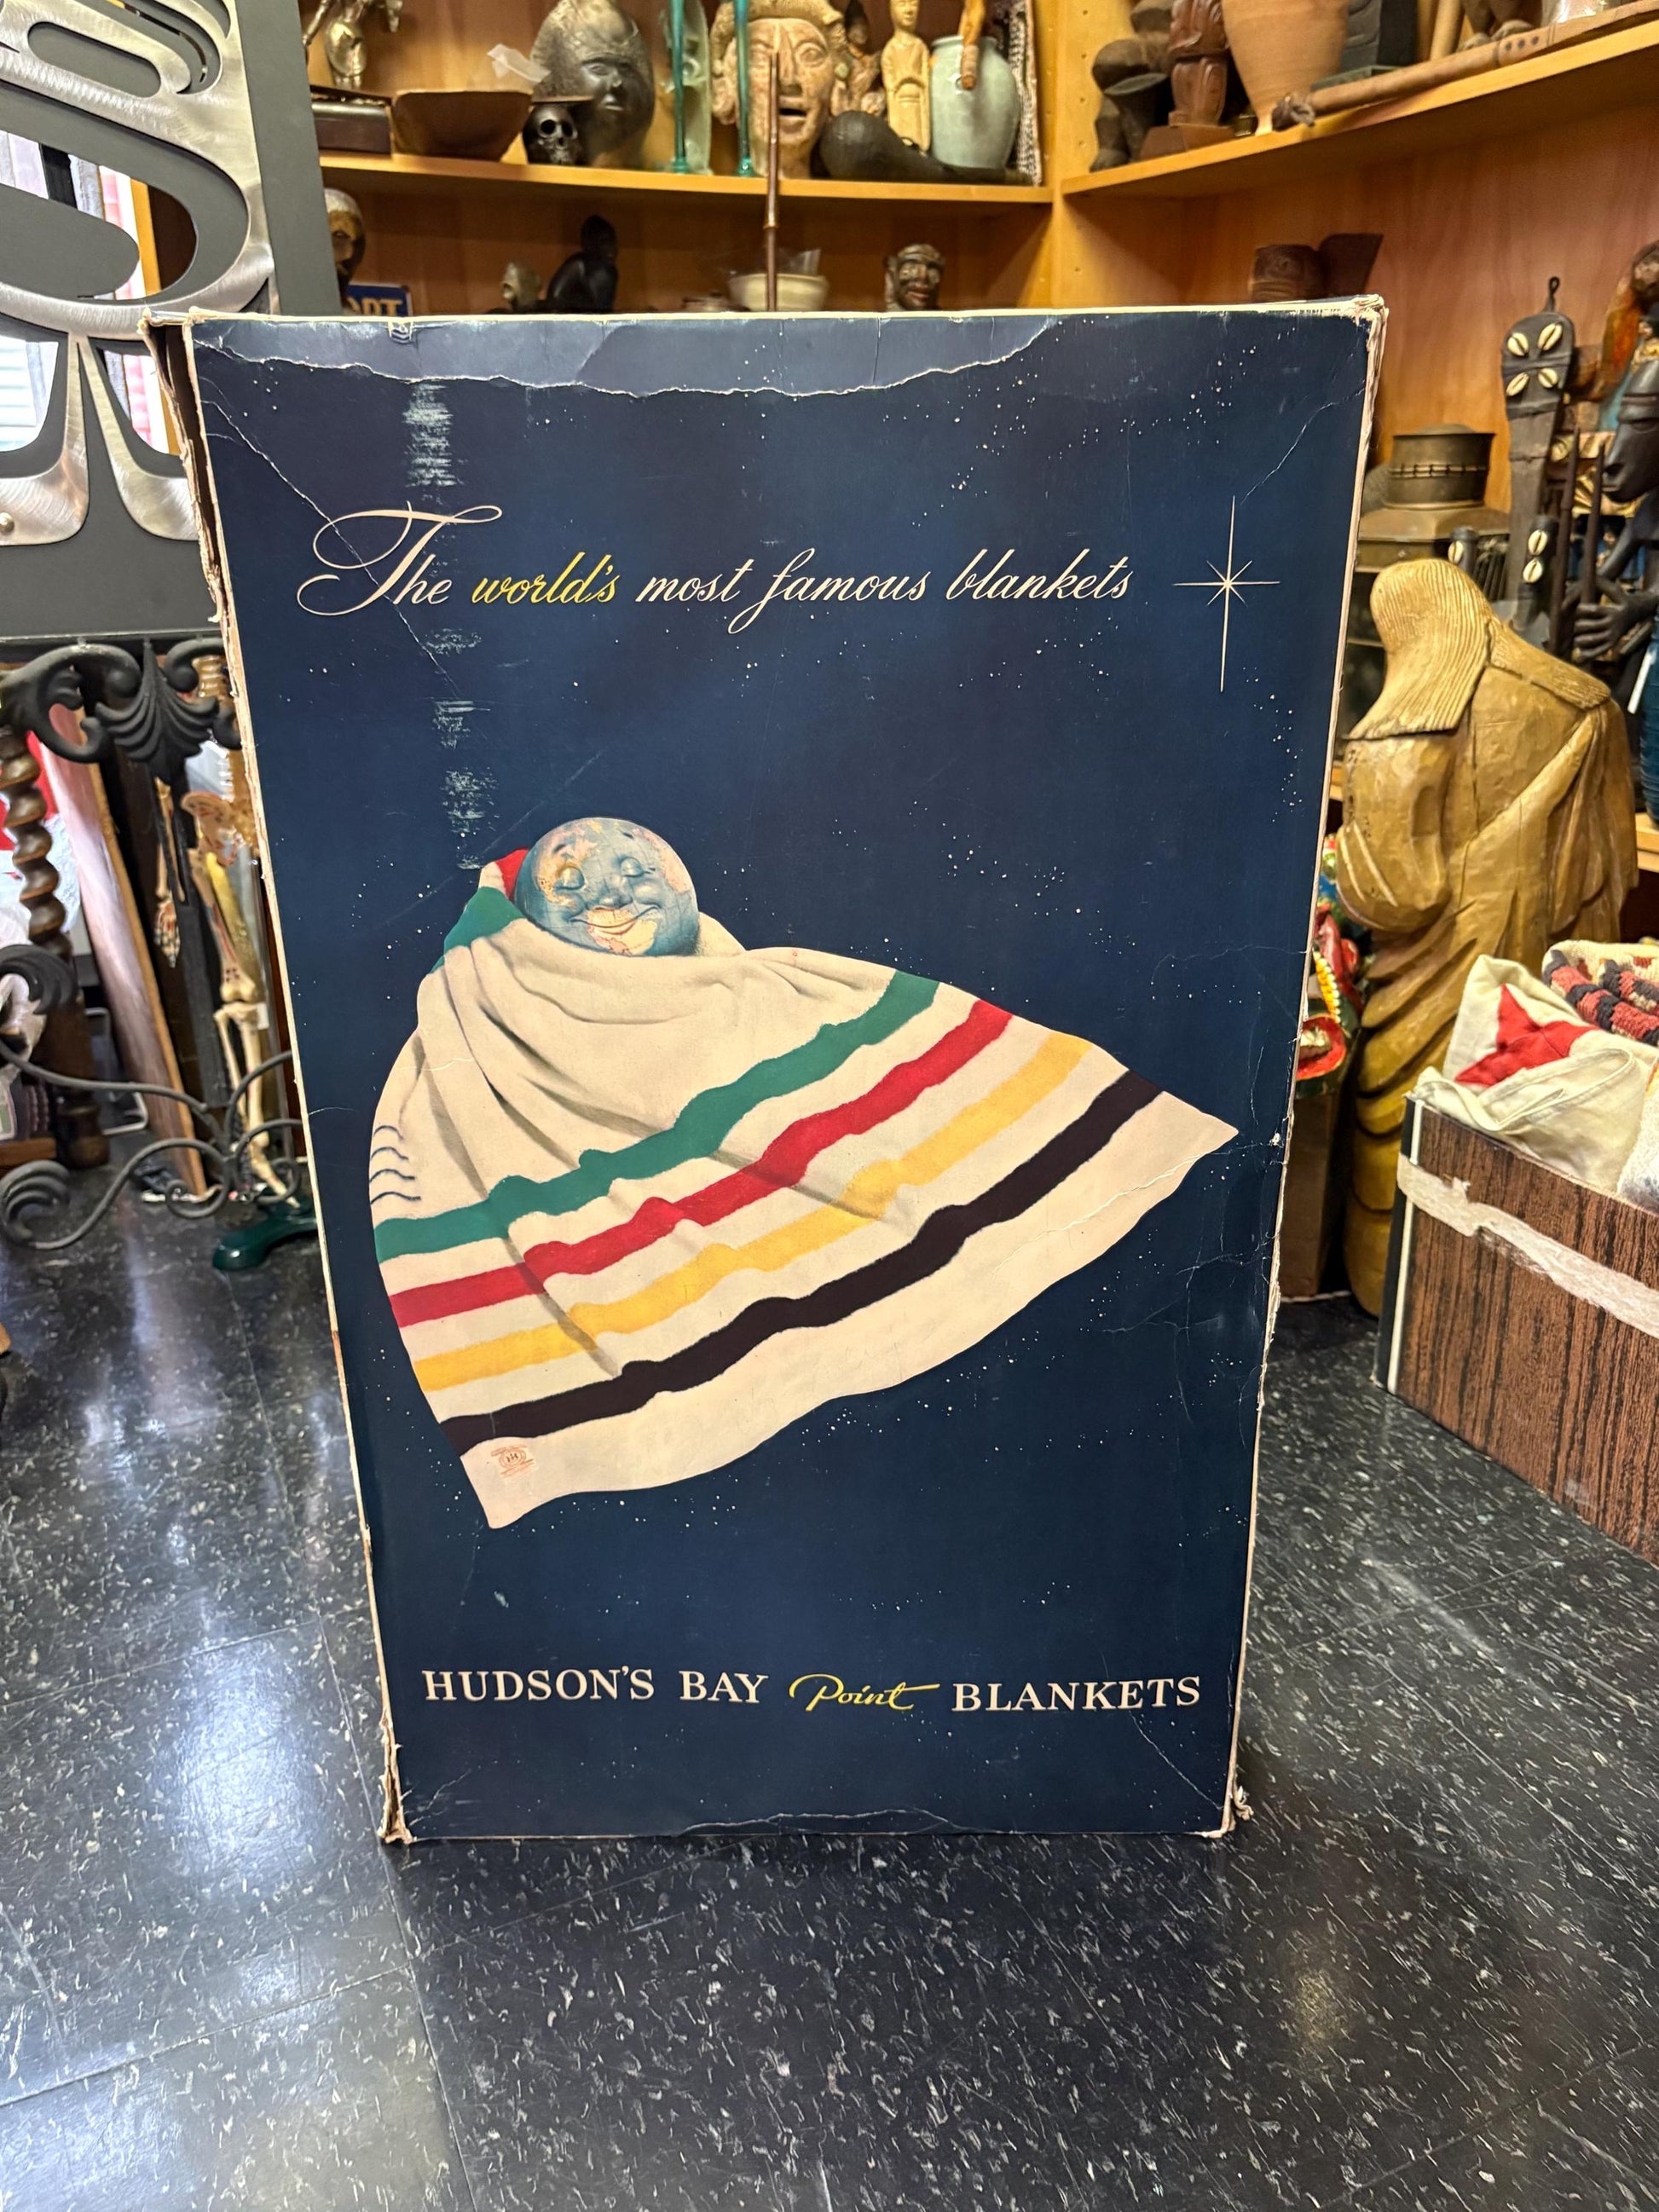 The world's most famous blankets
HUDSON'S BAY Point BLANKETS